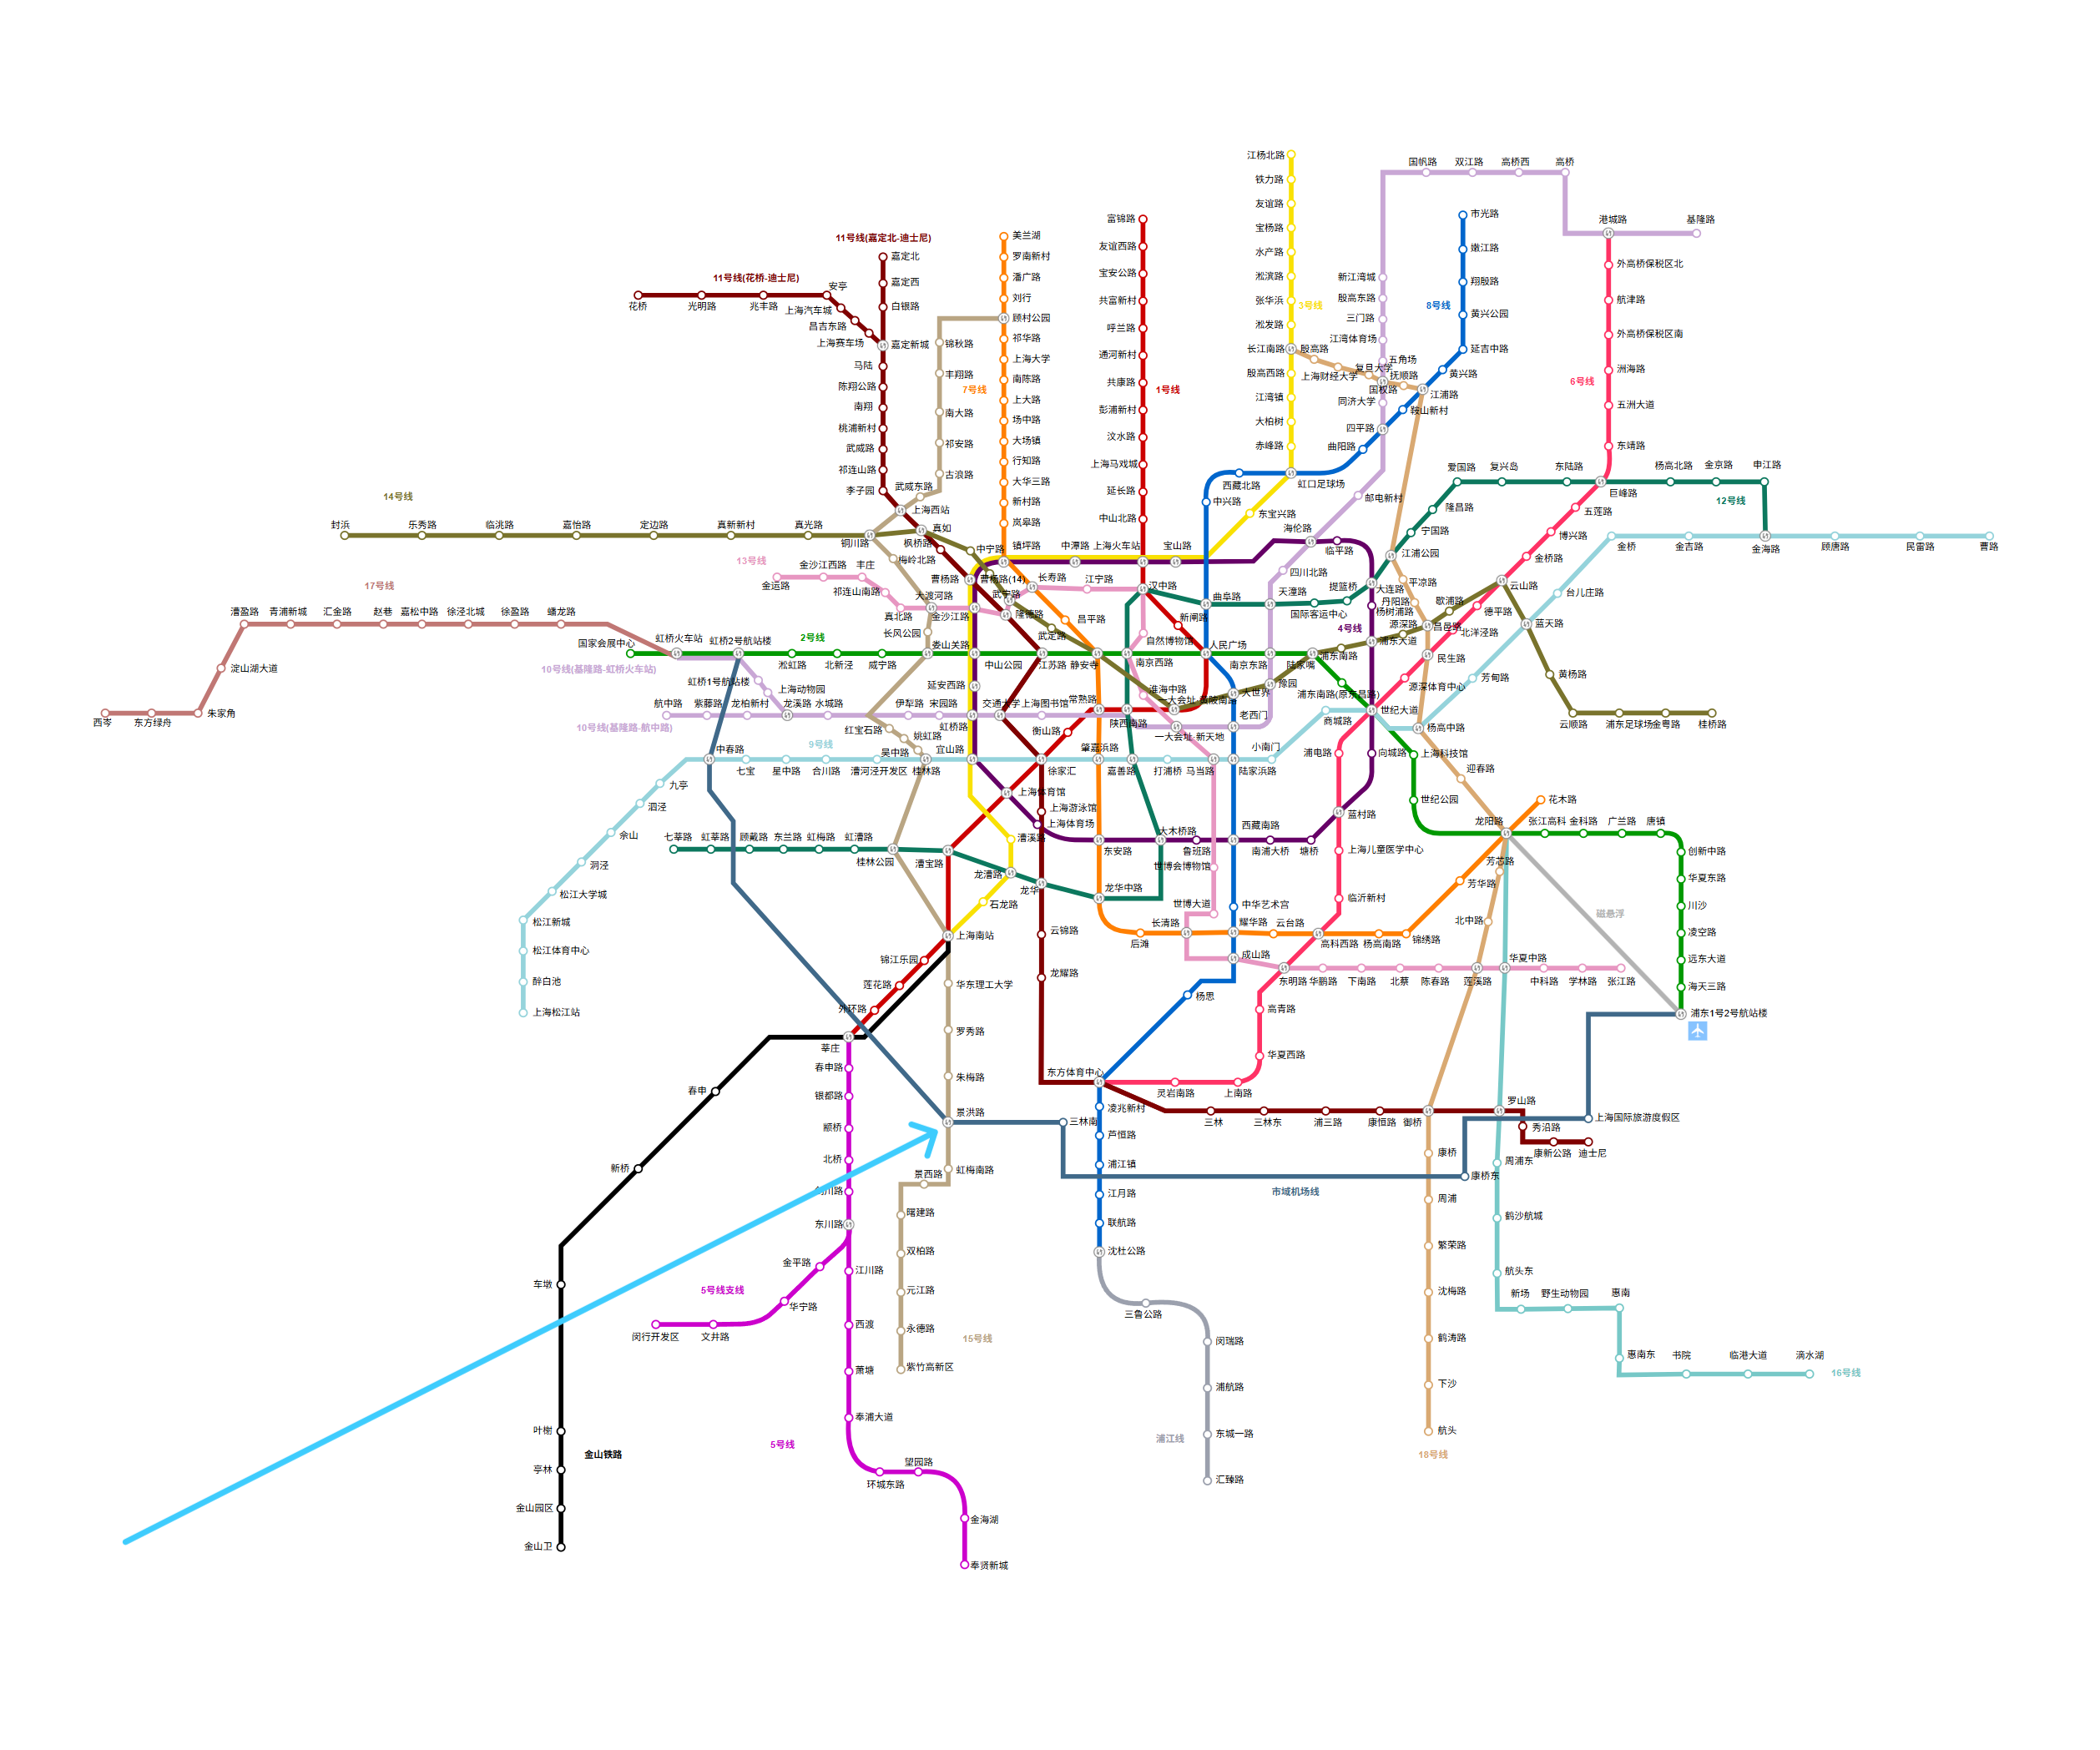 江杨北路
铁力路
友谊路
宝杨路
水产路
淞滨路
张华浜
淞发路
长江南路
殷高西路
江湾镇
大柏树
赤峰路
3号线
国帆路
双江路
高桥西
高桥
港城路
基隆路
市光路
嫩江路
翔殷路
黄兴公园
延吉中路
黄兴路
8号线
新江湾城
殷高东路
三门路
江湾体育场
五角场
国权路
同济大学
四平路
邮电新村
海伦路
殷高路
上海财经大学
复旦大学
抚顺路
江浦路
鞍山新村
曲阳路
虹口足球场
西藏北路
中兴路
东宝兴路
富锦路
友谊西路
宝安公路
共富新村
呼兰路
通河新村
共康路
彭浦新村
汶水路
上海马戏城
延长路
中山北路
1号线
美兰湖
罗南新村
潘广路
刘行
顾村公园
祁华路
上海大学
南陈路
上大路
场中路
大场镇
行知路
大华三路
新村路
岚皋路
镇坪路
7号线
11号线(嘉定北-迪士尼)
11号线(花桥-迪士尼)
嘉定北
嘉定西
白银路
嘉定新城
马陆
陈翔公路
南翔
桃浦新村
武威路
祁连山路
李子园
花桥
光明路
兆丰路
安亭
上海汽车城
昌吉东路
上海赛车场
锦秋路
丰翔路
南大路
祁安路
古浪路
武威东路
上海西站
外高桥保税区北
航津路
外高桥保税区南
洲海路
五洲大道
东靖路
巨峰路
6号线
五莲路
博兴路
金桥路
云山路
德平路
北洋泾路
民生路
源深体育中心
爱国路
复兴岛
东陆路
杨高北路
金京路
申江路
12号线
隆昌路
宁国路
江浦公园
大连路
提篮桥
国际客运中心
天潼路
曲阜路
汉中路
14号线
封浜
乐秀路
临洮路
嘉怡路
定边路
真新新村
真光路
铜川路
真如
中宁路
曹杨路(14)
枫桥路
曹杨路
梅岭北路
大渡河路
长风公园
娄山关路
13号线
金运路
金沙江西路
丰庄
祁连山南路
真北路
金沙江路
隆德路
武宁路
长寿路
江宁路
武定路
昌平路
中潭路
上海火车站
宝山路
临平路
四川北路
杨树浦路
浦东大道
4号线
平凉路
丹阳路
昌邑路
源深路
歇浦路
金桥
金吉路
金海路
顾唐路
民雷路
曹路
台儿庄路
蓝天路
芳甸路
杨高中路
黄杨路
云顺路
浦东足球场
金粤路
桂桥路
17号线
漕盈路
青浦新城
汇金路
赵巷
嘉松中路
徐泾北城
徐盈路
蟠龙路
淀山湖大道
朱家角
东方绿舟
西岑
国家会展中心
虹桥火车站
虹桥2号航站楼
2号线
淞虹路
北新泾
威宁路
中山公园
江苏路
静安寺
南京西路
人民广场
南京东路
陆家嘴
浦东南路
浦东南路(原东昌路)
新闸路
自然博物馆
淮海中路
一大会址·黄陂南路
大世界
豫园
10号线(基隆路-虹桥火车站)
10号线(基隆路-航中路)
虹桥1号航站楼
上海动物园
航中路
紫藤路
龙柏新村
龙溪路
水城路
伊犁路
宋园路
虹桥路
交通大学
上海图书馆
常熟路
陕西南路
一大会址·新天地
老西门
延安西路
红宝石路
姚虹路
吴中路
桂林路
宜山路
衡山路
徐家汇
肇嘉浜路
嘉善路
打浦桥
马当路
陆家浜路
小南门
商城路
世纪大道
9号线
中春路
七宝
星中路
合川路
漕河泾开发区
九亭
泗泾
佘山
洞泾
松江大学城
松江新城
松江体育中心
醉白池
上海松江站
七莘路
虹莘路
顾戴路
东兰路
虹梅路
虹漕路
桂林公园
漕宝路
龙漕路
龙华
龙华中路
漕溪路
石龙路
上海南站
上海体育馆
上海游泳馆
上海体育场
东安路
大木桥路
鲁班路
西藏南路
南浦大桥
塘桥
蓝村路
浦电路
向城路
上海科技馆
世纪公园
迎春路
花木路
龙阳路
张江高科
金科路
广兰路
唐镇
创新中路
华夏东路
川沙
凌空路
远东大道
海天三路
浦东1号2号航站楼
磁悬浮
上海儿童医学中心
临沂新村
芳芯路
芳华路
北中路
世博会博物馆
世博大道
长清路
后滩
中华艺术宫
耀华路
云台路
高科西路
杨高南路
锦绣路
成山路
东明路
华鹏路
下南路
北蔡
陈春路
莲溪路
华夏中路
中科路
学林路
张江路
云锦路
龙耀路
杨思
高青路
华夏西路
上南路
灵岩南路
东方体育中心
锦江乐园
莲花路
外环路
莘庄
华东理工大学
罗秀路
朱梅路
景洪路
虹梅南路
景西路
曙建路
双柏路
元江路
永德路
紫竹高新区
15号线
春申路
银都路
颛桥
北桥
剑川路
东川路
江川路
西渡
萧塘
奉浦大道
环城东路
望园路
金海湖
奉贤新城
5号线
5号线支线
金平路
华宁路
文井路
闵行开发区
春申
新桥
车墩
叶榭
亭林
金山园区
金山卫
金山铁路
三林南
凌兆新村
芦恒路
浦江镇
江月路
联航路
沈杜公路
三鲁公路
闵瑞路
浦航路
东城一路
汇臻路
浦江线
三林
三林东
浦三路
康恒路
御桥
罗山路
秀沿路
康新公路
迪士尼
上海国际旅游度假区
康桥东
市域机场线
康桥
周浦
繁荣路
沈梅路
鹤涛路
下沙
航头
18号线
周浦东
鹤沙航城
航头东
新场
野生动物园
惠南
惠南东
书院
临港大道
滴水湖
16号线